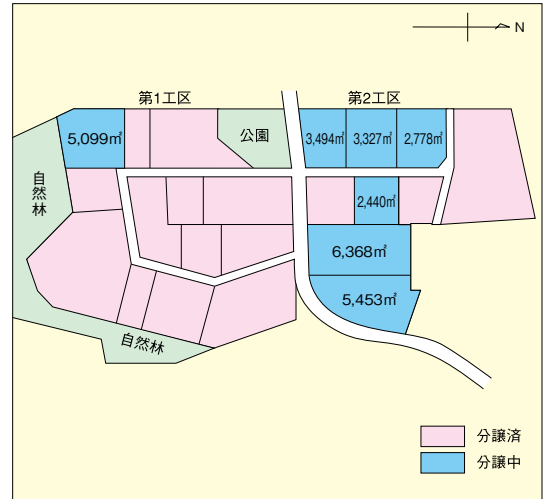 N
第1工区
第2工区
5,099㎡
公園
3,494㎡
3,327㎡
2,778㎡
自然林
2,440㎡
6,368㎡
5,453㎡
自然林
分譲済
分譲中